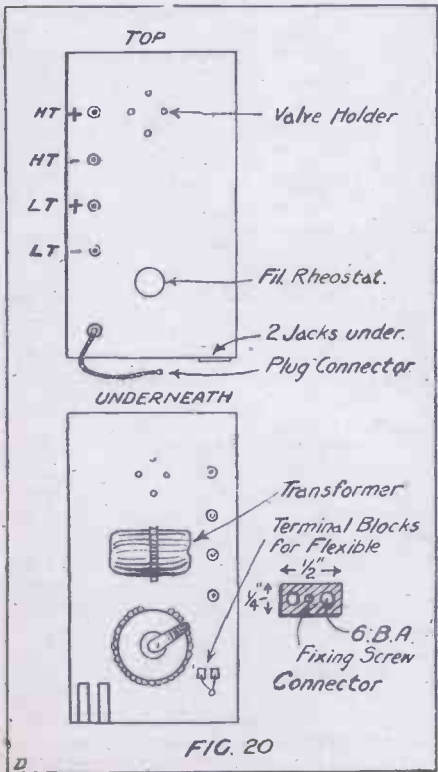 TOP
HT +
Valve Holder
HT -
LT +
LT -
Fil. Rheostat.
2 Jacks under.
Plug Connector
UNDERNEATH
Transformer
Terminal Blocks
for Flexible
1/2"
1/4"
6.B.A.
Fixing Screw
Connector
FIG. 20
D